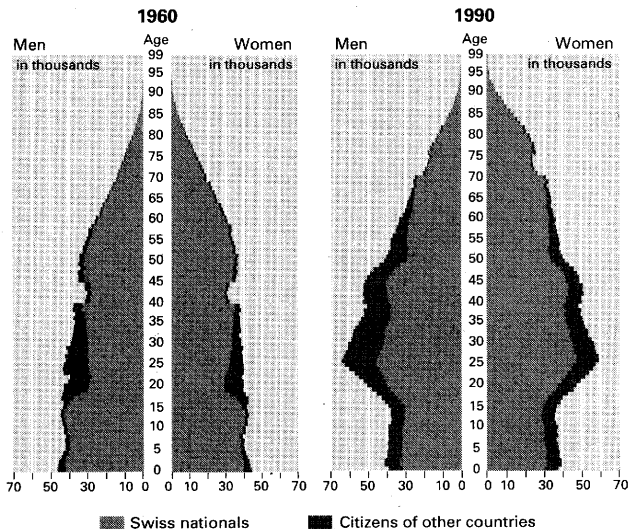 1960
1990
Men
Age
Women
Men
Age
Women
in thousands
99
in thousands
in thousands
99
in thousands
95
95
90
90
85
85
80
80
75
75
70
70
65
65
60
60
55
55
50
50
45
45
40
40
35
35
30
30
25
25
20
20
15
15
10
10
5
5
0
0
70 50 30 10 0
0 10 30 50 70
70 50 30 10 0
0 10 30 50 70
Swiss nationals
Citizens of other countries